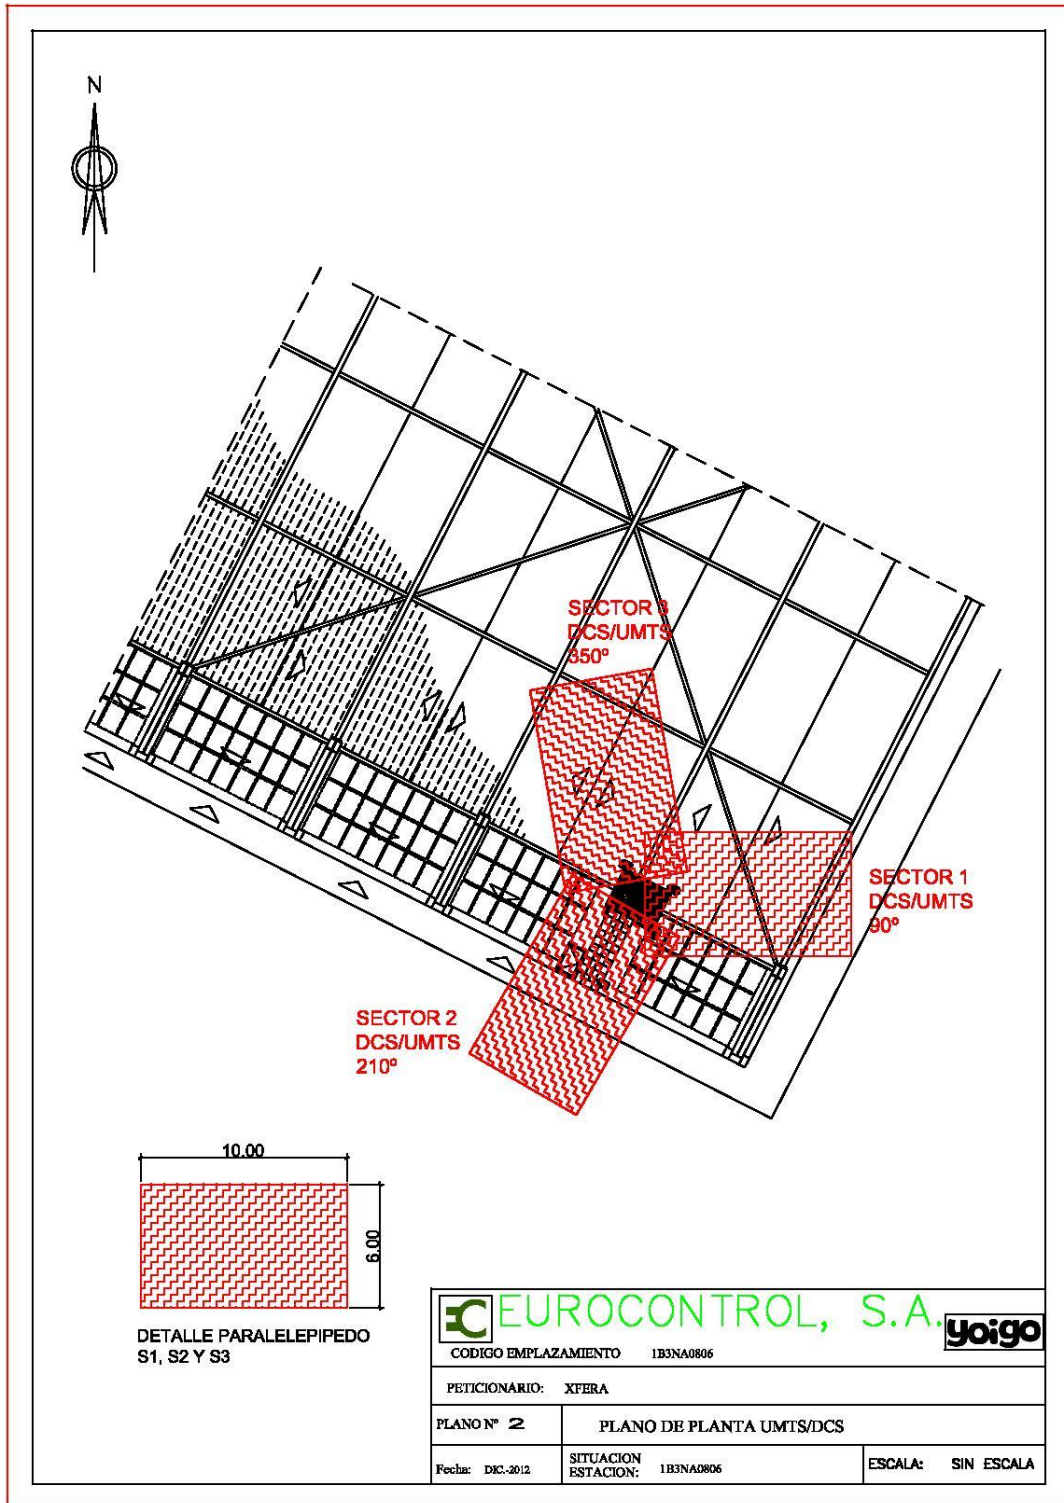 N
SECTOR 3
DCS/UMTS
350º
SECTOR 1
DCS/UMTS
90º
SECTOR 2
DCS/UMTS
210º
10.00
6.00
DETALLE PARALELEPIPEDO
S1, S2 Y S3
EUROCONTROL, S.A.
yoigo
CODIGO EMPLAZAMIENTO 1B3NA0806
PETICIONARIO: XFERA
PLANO Nº 2
PLANO DE PLANTA UMTS/DCS
Fecha: DIC.-2012
SITUACION
ESTACION: 1B3NA0806
ESCALA: SIN ESCALA